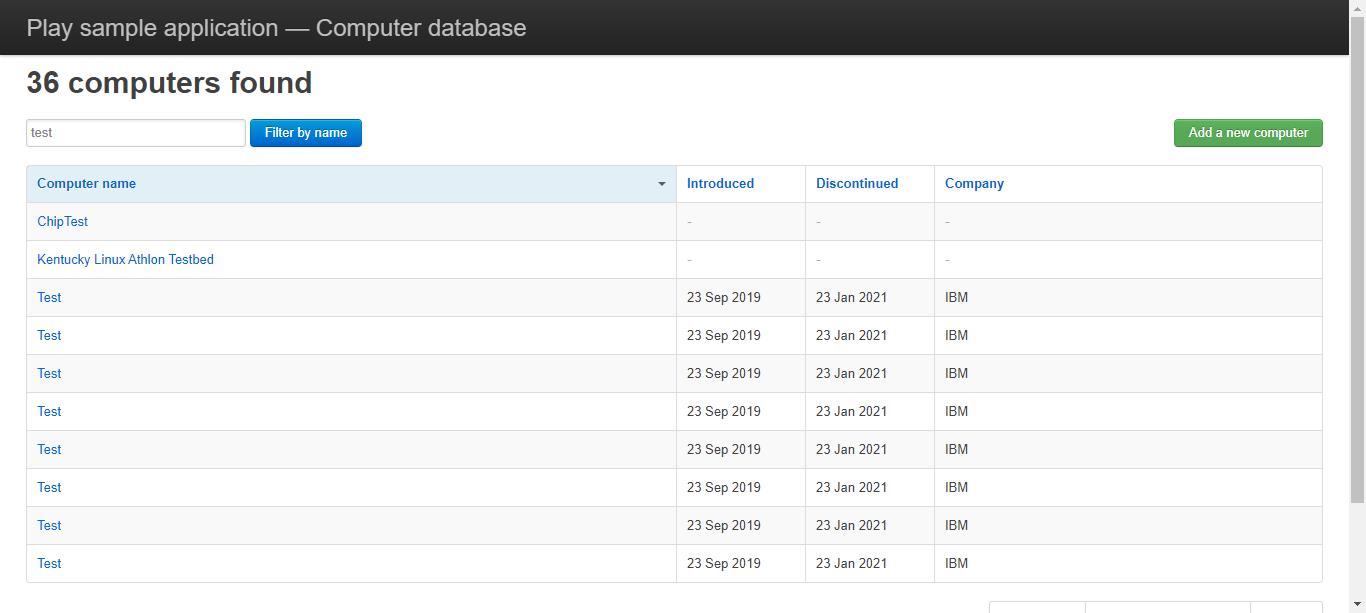 Play sample application — Computer database
36 computers found
test Filter by name Add a new computer
Computer name Introduced Discontinued Company
ChipTest - - -
Kentucky Linux Athlon Testbed - - -
Test 23 Sep 2019 23 Jan 2021 IBM
Test 23 Sep 2019 23 Jan 2021 IBM
Test 23 Sep 2019 23 Jan 2021 IBM
Test 23 Sep 2019 23 Jan 2021 IBM
Test 23 Sep 2019 23 Jan 2021 IBM
Test 23 Sep 2019 23 Jan 2021 IBM
Test 23 Sep 2019 23 Jan 2021 IBM
Test 23 Sep 2019 23 Jan 2021 IBM